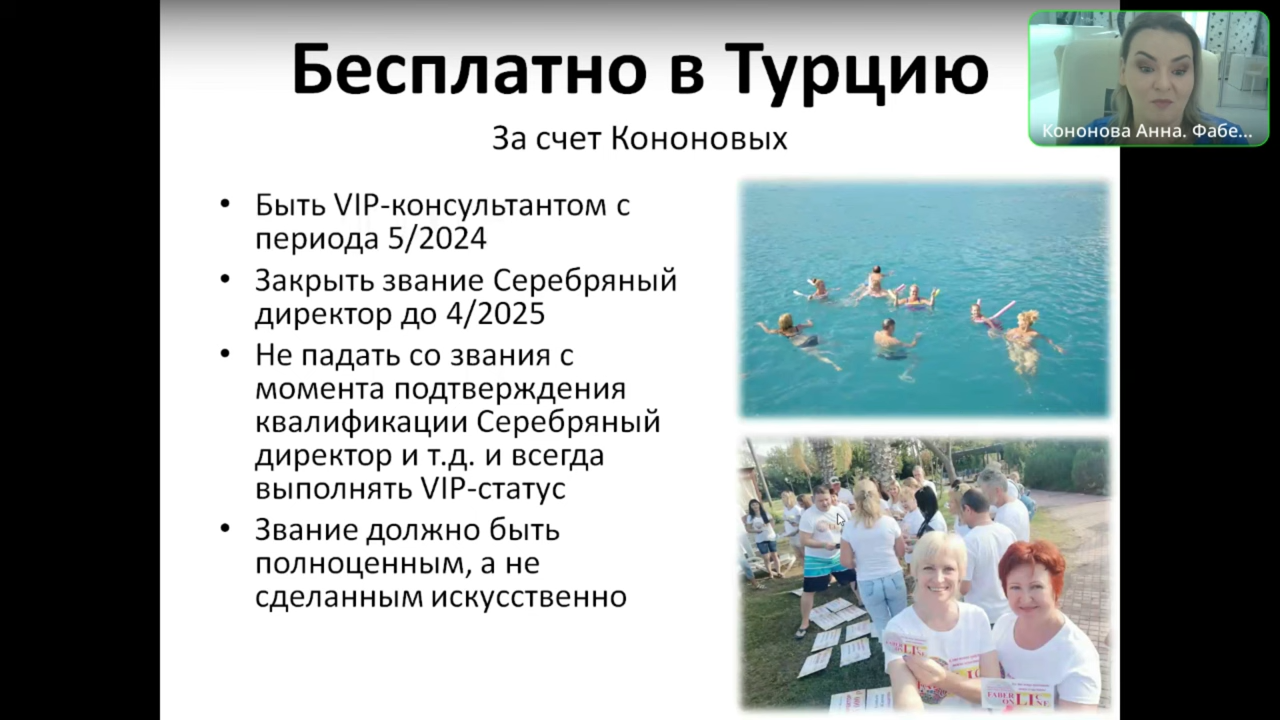 Бесплатно в Турцию
За счет Кононовых
Кононова Анна. Фабе...
• Быть VIP-консультантом с
периода 5/2024
• Закрыть звание Серебряный
директор до 4/2025
• Не падать со звания с
момента подтверждения
квалификации Серебряный
директор и т.д. и всегда
выполнять VIP-статус
• Звание должно быть
полноценным, а не
сделанным искусственно